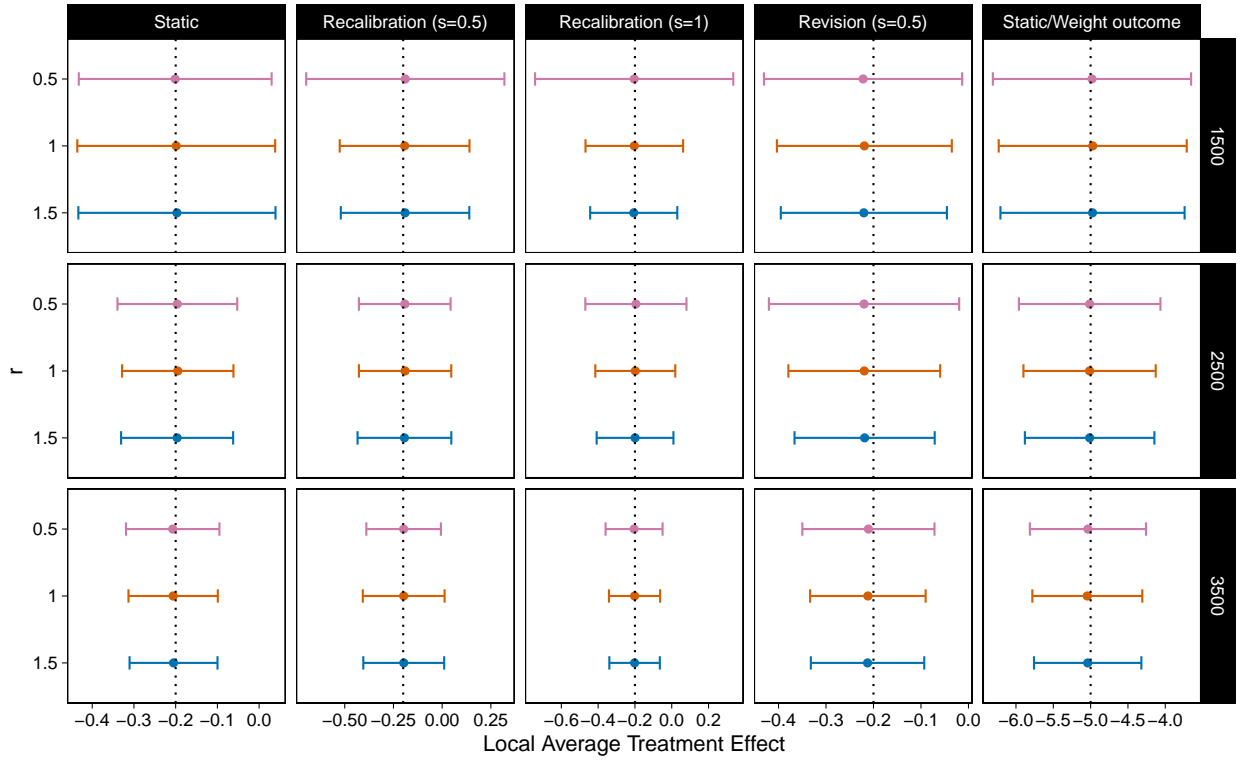 Static
Recalibration (s=0.5)
Recalibration (s=1)
Revision (s=0.5)
Static/Weight outcome
0.5
1
1.5
1500
0.5
1
1.5
2500
0.5
1
1.5
3500
r
−0.4 −0.2 −0.1 0.0
−0.50 −0.20 0.00 0.25
−0.6 −0.4 −0.2 0.0 0.2
−0.4 −0.3 −0.2 −0.1 0.0
−6.0 −5.5 −5.0 −4.5 −4.0
Local Average Treatment Effect